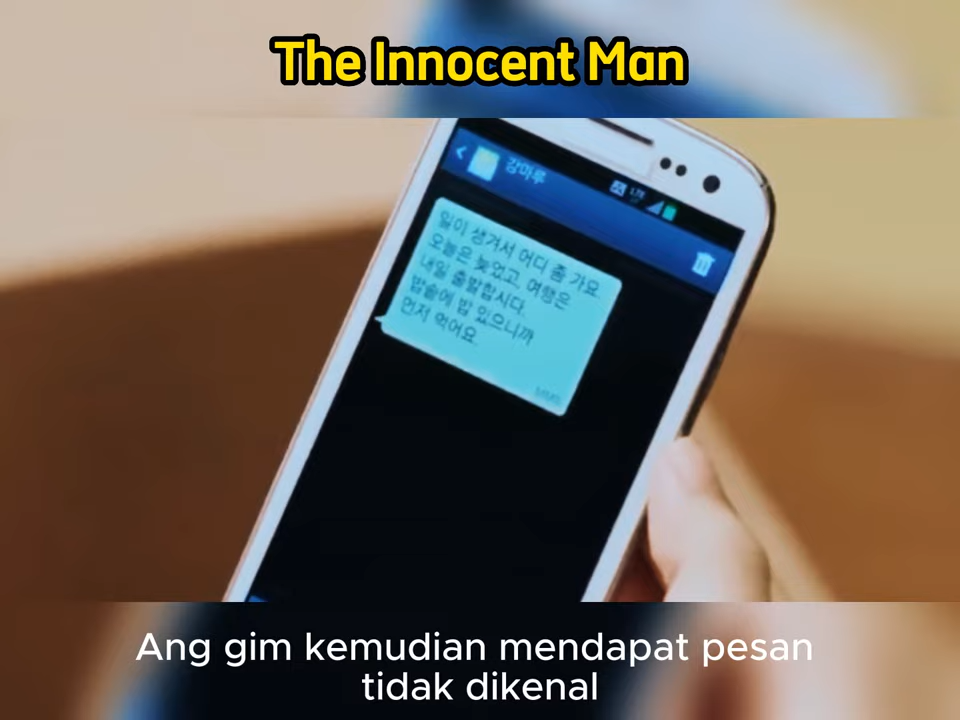 The Innocent Man
강마루
LTE
일이 생겨서 어디 좀 가요.
오늘은 늦었고, 여행은
내일 출발합시다.
밥솥에 밥 있으니까
먼저 먹어요.
MMS
Ang gim kemudian mendapat pesan
tidak dikenal